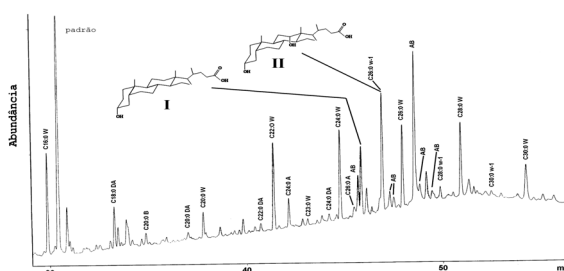 padrão
II
I
OH
OH
O
OH
OH
O
OH
Abundância
C16:0 W
C18:0 DA
C20:0 B
C20:0 DA
C20:0 W
C22:0 DA
C22:O W
C24:0 A
C23:0 W
C24:0 DA
C24:0 W
C26:0 A
AB
C26:0 w-1
AB
C26:0 W
AB
AB
AB
C28:0 w-1
C28:0 W
C30:0 w-1
C30:0 W
40
50